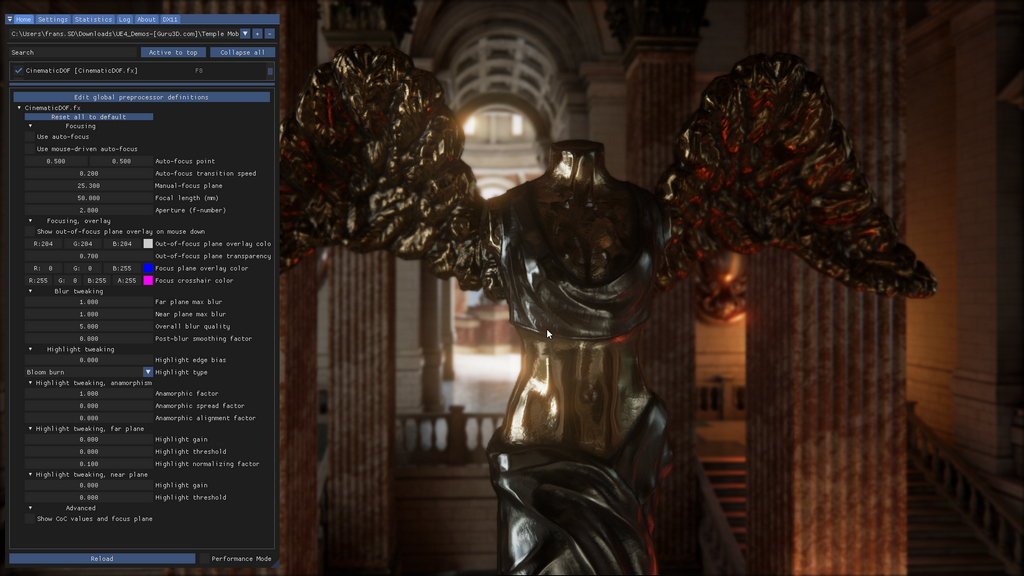 Home Settings Statistics Log About DX11
C:\Users\frans.SD\Downloads\UE4_Demos-[Guru3D.com]\Temple Mob + -
Search Active to top Collapse all
CinematicDOF [CinematicDOF.fx] F8
Edit global preprocessor definitions
CinematicDOF.fx
Reset all to default
Focusing
Use auto-focus
Use mouse-driven auto-focus
0.500 0.500 Auto-focus point
0.200 Auto-focus transition speed
25.300 Manual-focus plane
50.000 Focal length (mm)
2.800 Aperture (f-number)
Focusing, overlay
Show out-of-focus plane overlay on mouse down
R:204 G:204 B:204 Out-of-focus plane overlay colo
0.700 Out-of-focus plane transparency
R: 0 G: 0 B:255 Focus plane overlay color
R:255 G: 0 B:255 A:255 Focus crosshair color
Blur tweaking
1.000 Far plane max blur
1.000 Near plane max blur
5.000 Overall blur quality
0.000 Post-blur smoothing factor
Highlight tweaking
0.000 Highlight edge bias
Bloom burn Highlight type
Highlight tweaking, anamorphism
1.000 Anamorphic factor
0.000 Anamorphic spread factor
0.000 Anamorphic alignment factor
Highlight tweaking, far plane
0.000 Highlight gain
0.000 Highlight threshold
0.100 Highlight normalizing factor
Highlight tweaking, near plane
0.000 Highlight gain
0.000 Highlight threshold
Advanced
Show CoC values and focus plane
Reload Performance Mode